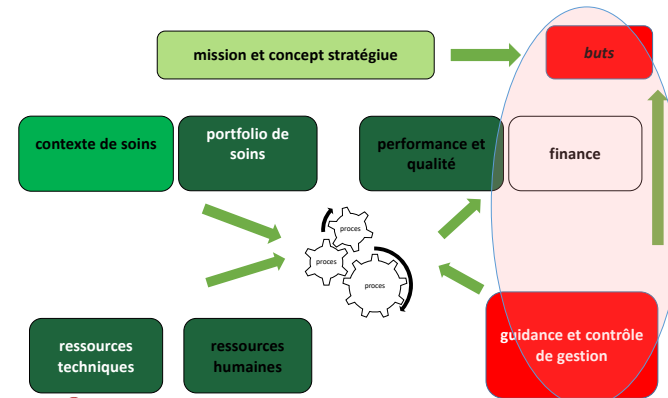 mission et concept stratégiue
buts
contexte de soins
portfolio de
soins
performance et
qualité
finance
proces
proces
proces
ressources
techniques
ressources
humaines
guidance et contrôle
de gestion